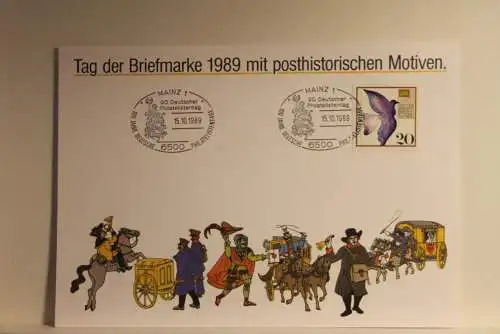 Tag der Briefmarke 1989 mit posthistorischen Motiven.
MAINZ 1
90. Deutscher
Philatelistentag
15.10.1989
6500
MAINZ 1
90. Deutscher
Philatelistentag
15.10.1989
6500
20